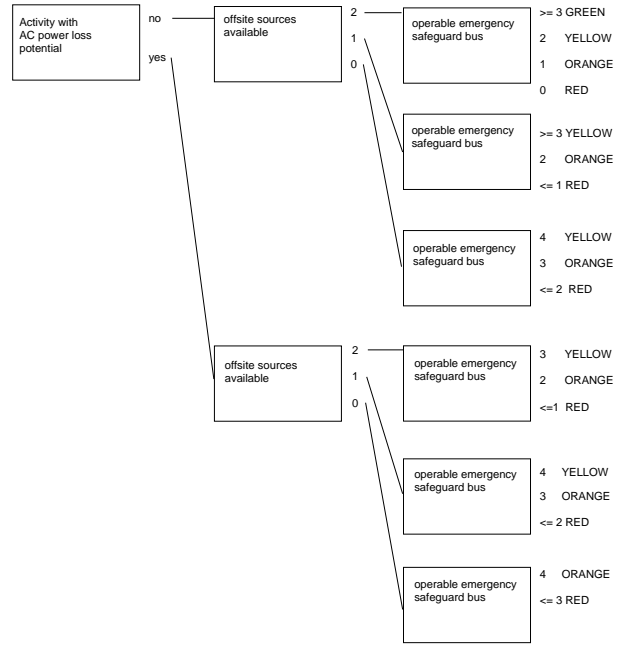 Activity with
AC power loss
potential
no
yes
offsite sources
available
2
1
0
operable emergency
safeguard bus
>= 3 GREEN
2 YELLOW
1 ORANGE
0 RED
operable emergency
safeguard bus
>= 3 YELLOW
2 ORANGE
<= 1 RED
operable emergency
safeguard bus
4 YELLOW
3 ORANGE
<= 2 RED
offsite sources
available
2
1
0
operable emergency
safeguard bus
3 YELLOW
2 ORANGE
<=1 RED
operable emergency
safeguard bus
4 YELLOW
3 ORANGE
<= 2 RED
operable emergency
safeguard bus
4 ORANGE
<= 3 RED